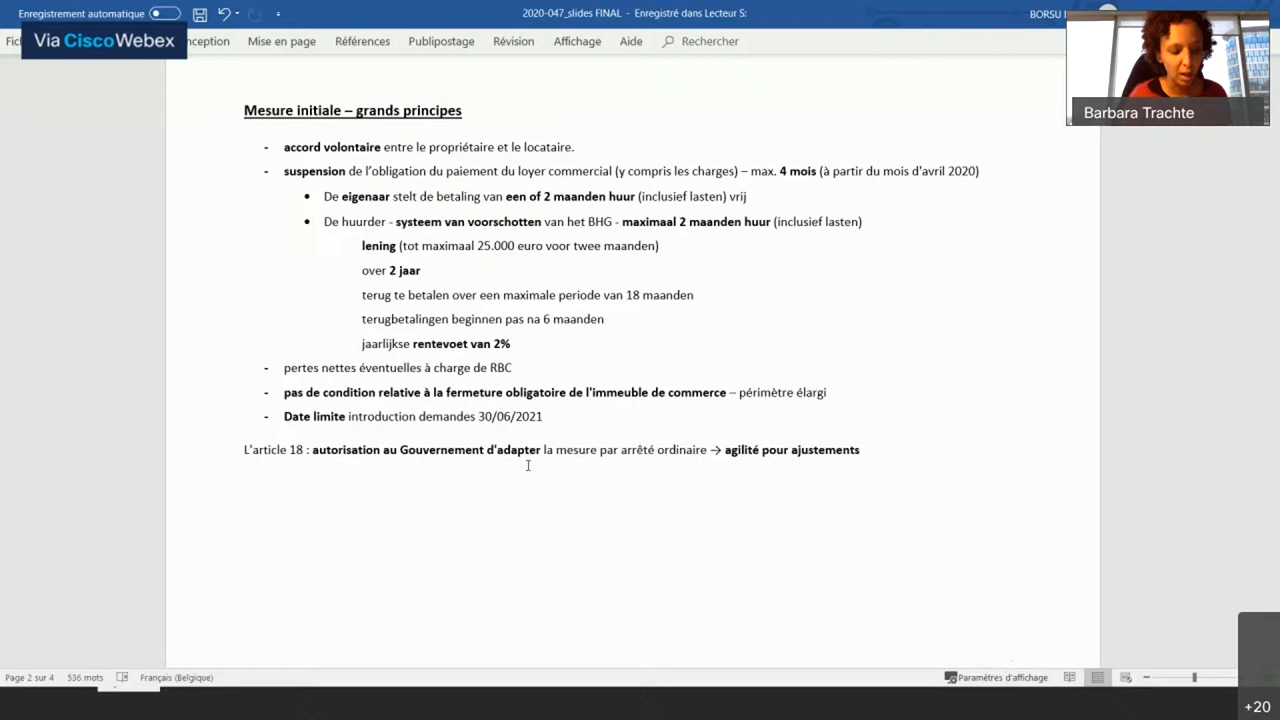 Enregistrement automatique
2020-047_slides FINAL - Enregistré dans Lecteur S:
BORSU
Via Cisco Webex
Mise en page
Références
Publipostage
Révision
Affichage
Aide
Rechercher
Barbara Trachte
Mesure initiale – grands principes
- accord volontaire entre le propriétaire et le locataire.
- suspension de l'obligation du paiement du loyer commercial (y compris les charges) – max. 4 mois (à partir du mois d'avril 2020)
• De eigenaar stelt de betaling van een of 2 maanden huur (inclusief lasten) vrij
• De huurder - systeem van voorschotten van het BHG - maximaal 2 maanden huur (inclusief lasten)
lening (tot maximaal 25.000 euro voor twee maanden)
over 2 jaar
terug te betalen over een maximale periode van 18 maanden
terugbetalingen beginnen pas na 6 maanden
jaarlijkse rentevoet van 2%
- pertes nettes éventuelles à charge de RBC
- pas de condition relative à la fermeture obligatoire de l'immeuble de commerce – périmètre élargi
- Date limite introduction demandes 30/06/2021
L'article 18 : autorisation au Gouvernement d'adapter la mesure par arrêté ordinaire → agilité pour ajustements
Page 2 sur 4
536 mots
Français (Belgique)
Paramètres d'affichage
+20